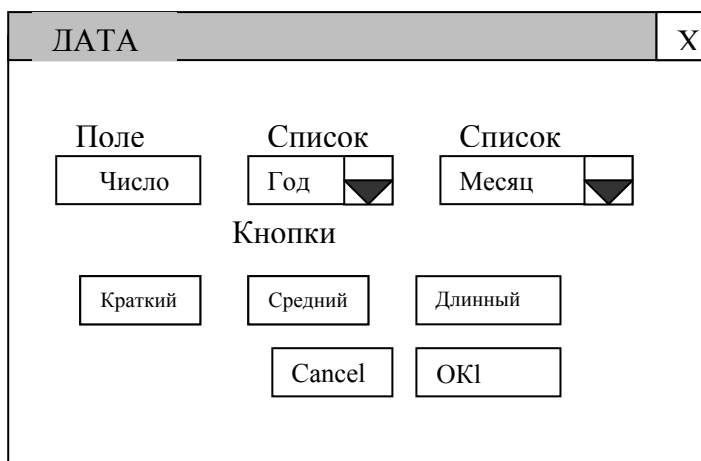 ДАТА X
Поле Список Список
Число Год Месяц
Кнопки
Краткий Средний Длинный
Cancel OKl